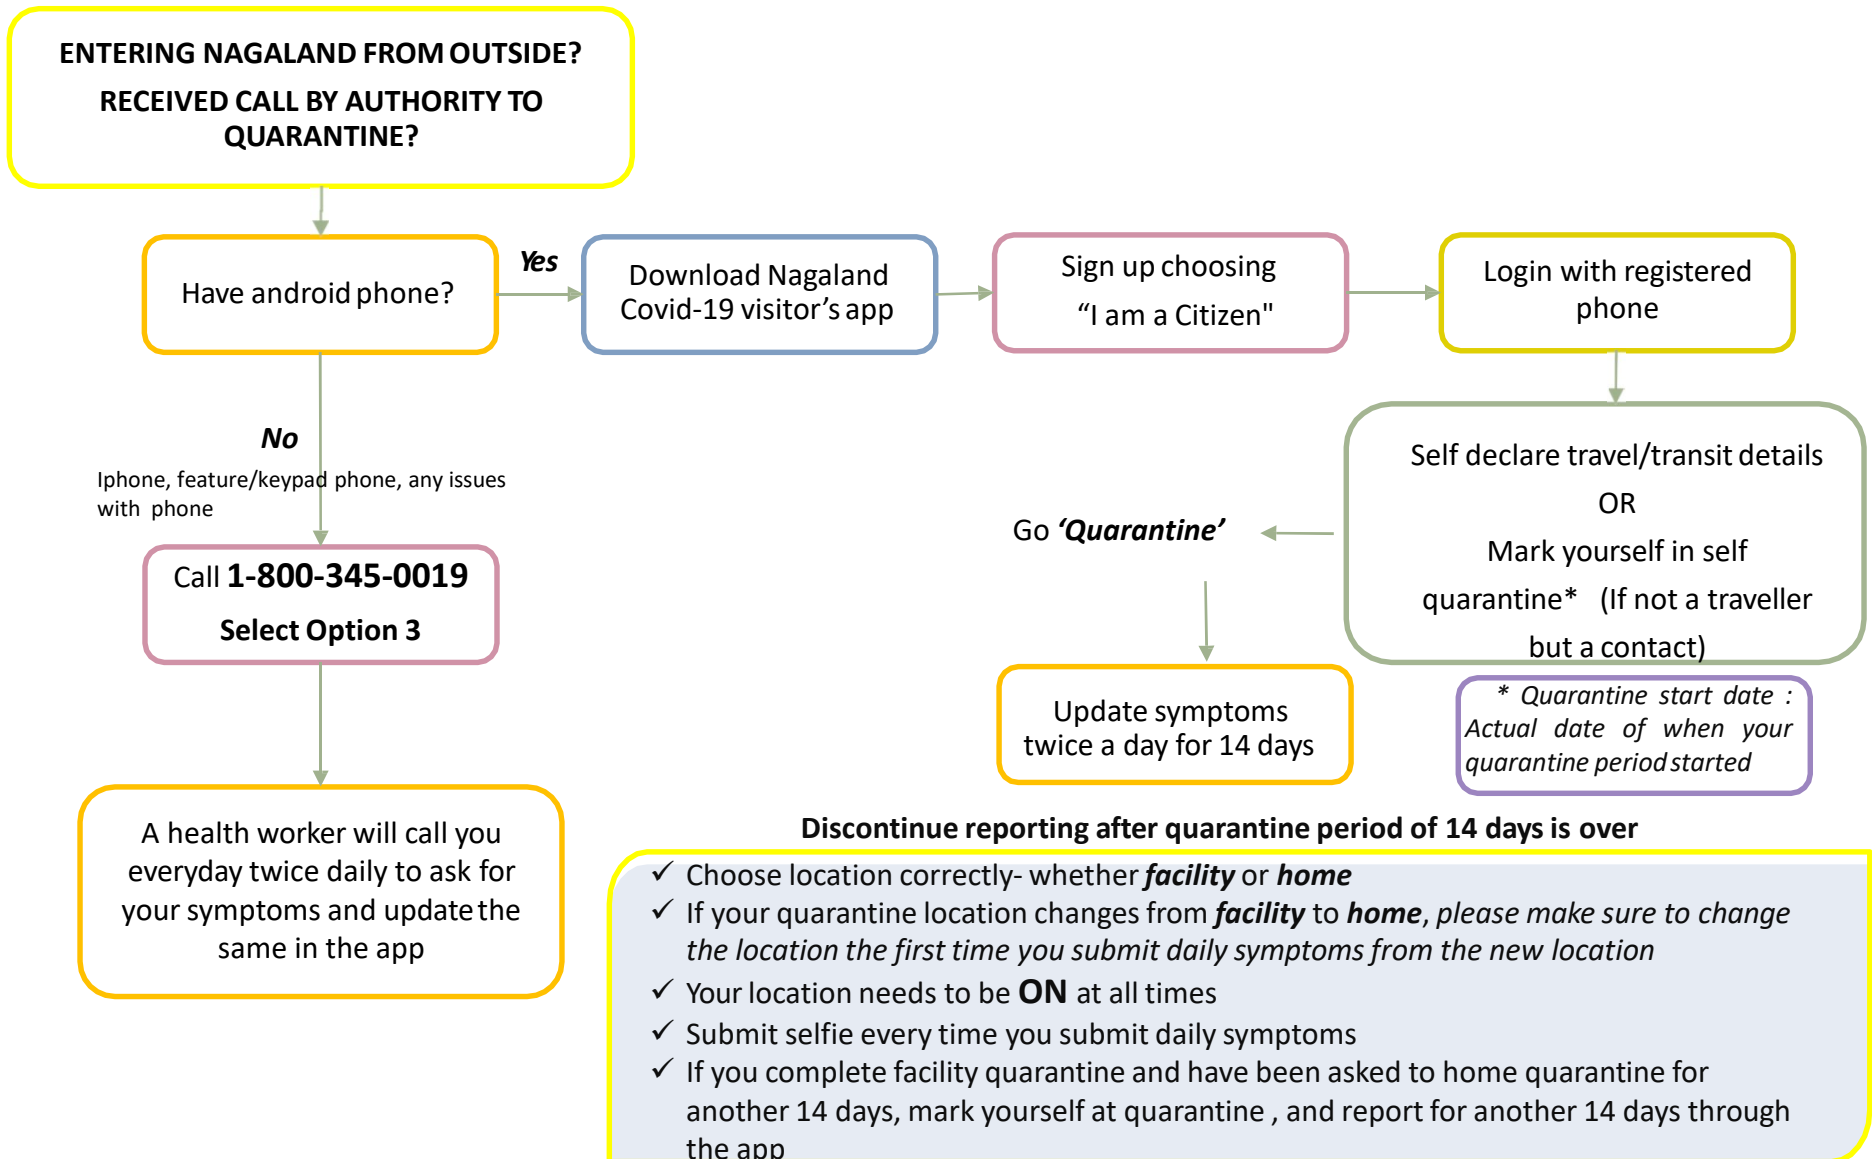 ENTERING NAGALAND FROM OUTSIDE?
RECEIVED CALL BY AUTHORITY TO
QUARANTINE?
Have android phone?
Yes
Download Nagaland
Covid-19 visitor’s app
Sign up choosing
“I am a Citizen"
Login with registered
phone
No
Iphone, feature/keypad phone, any issues
with phone
Call 1-800-345-0019
Select Option 3
A health worker will call you
everyday twice daily to ask for
your symptoms and update the
same in the app
Self declare travel/transit details
OR
Mark yourself in self
quarantine* (If not a traveller
but a contact)
Go ‘Quarantine’
Update symptoms
twice a day for 14 days
* Quarantine start date :
Actual date of when your
quarantine period started
Discontinue reporting after quarantine period of 14 days is over
✓ Choose location correctly- whether facility or home
✓ If your quarantine location changes from facility to home, please make sure to change
the location the first time you submit daily symptoms from the new location
✓ Your location needs to be ON at all times
✓ Submit selfie every time you submit daily symptoms
✓ If you complete facility quarantine and have been asked to home quarantine for
another 14 days, mark yourself at quarantine , and report for another 14 days through
the app